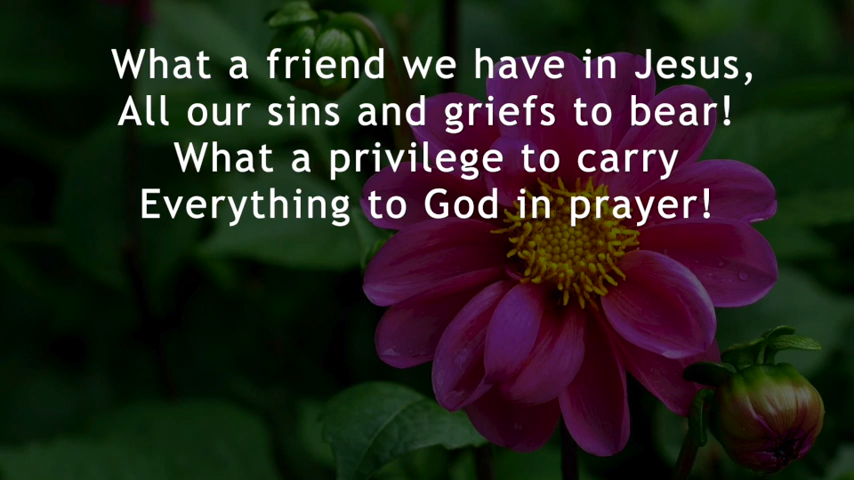 What a friend we have in Jesus,
All our sins and griefs to bear!
What a privilege to carry
Everything to God in prayer!